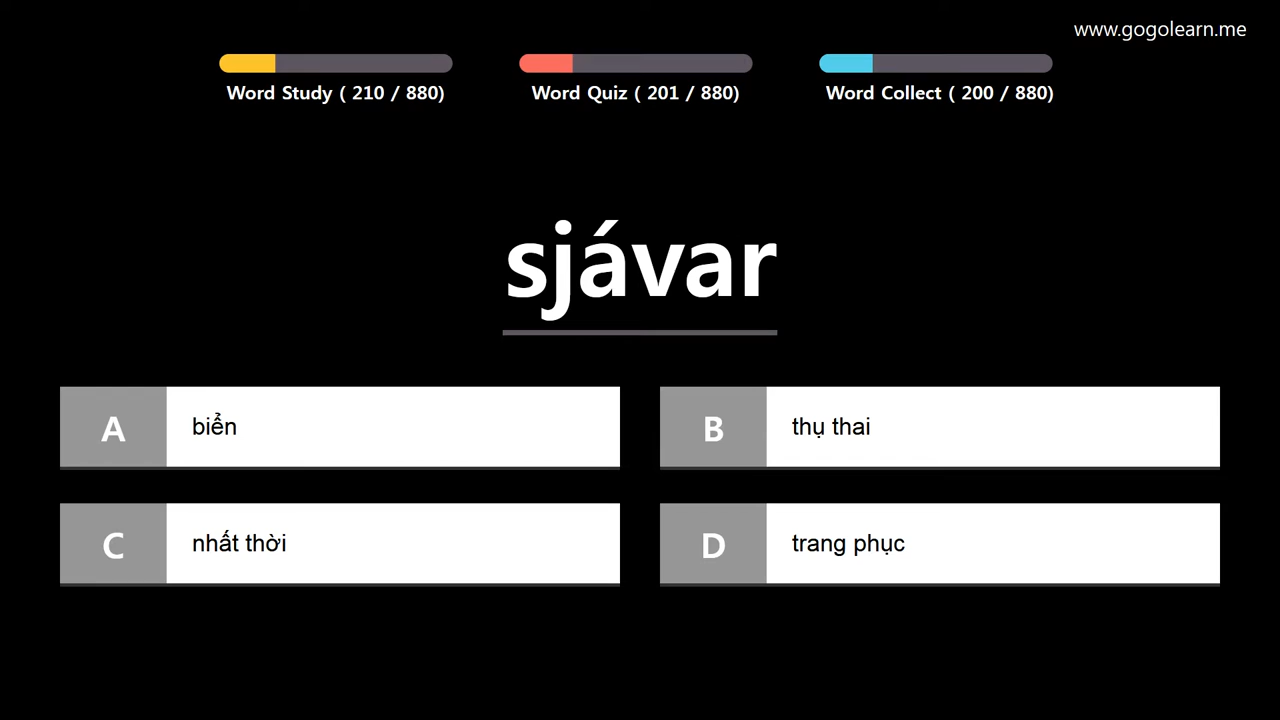 www.gogolearn.me
Word Study ( 210 / 880)
Word Quiz ( 201 / 880)
Word Collect ( 200 / 880)
sjávar
A
biển
B
thụ thai
C
nhất thời
D
trang phục